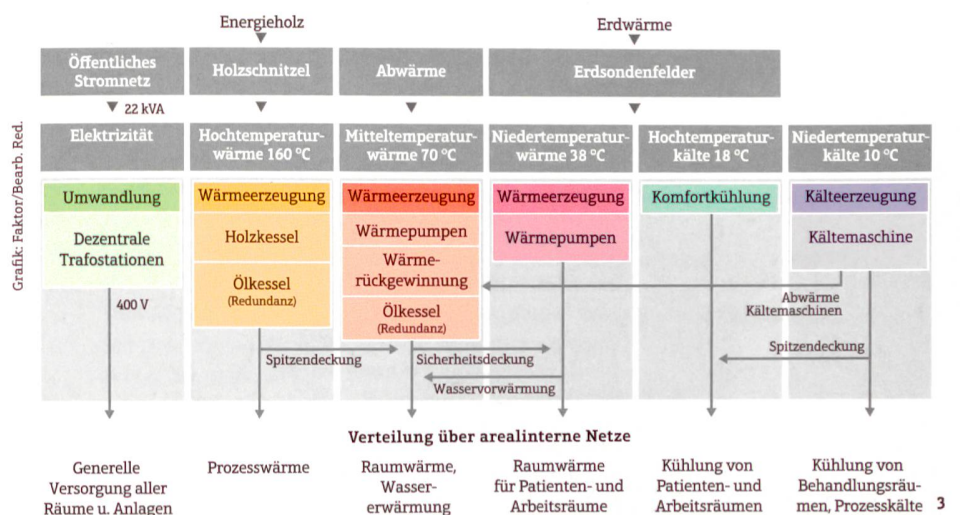 Energieholz
Erdwärme
Öffentliches
Stromnetz
Holzschnitzel
Abwärme
Erdsondenfelder
22 kVA
Elektrizität
Hochtemperatur-
wärme 160 °C
Mitteltemperatur-
wärme 70 °C
Niedertemperatur-
wärme 38 °C
Hochtemperatur-
kälte 18 °C
Niedertemperatur-
kälte 10 °C
Umwandlung
Wärmeerzeugung
Wärmeerzeugung
Wärmeerzeugung
Komfortkühlung
Kälteerzeugung
Dezentrale
Trafostationen
Holzkessel
Ölkessel
(Redundanz)
Wärmepumpen
Wärme-
rückgewinnung
Ölkessel
(Redundanz)
Wärmepumpen
Kältemaschine
400 V
Abwärme
Kältemaschinen
Spitzendeckung
Sicherheitsdeckung
Wasservorwärmung
Spitzendeckung
Verteilung über arealinterne Netze
Generelle
Versorgung aller
Räume u. Anlagen
Prozesswärme
Raumwärme,
Wasser-
erwärmung
Raumwärme
für Patienten- und
Arbeitsräume
Kühlung von
Patienten- und
Arbeitsräumen
Kühlung von
Behandlungsräu-
men, Prozesskälte
3
Grafik: Faktor/Bearb. Red.